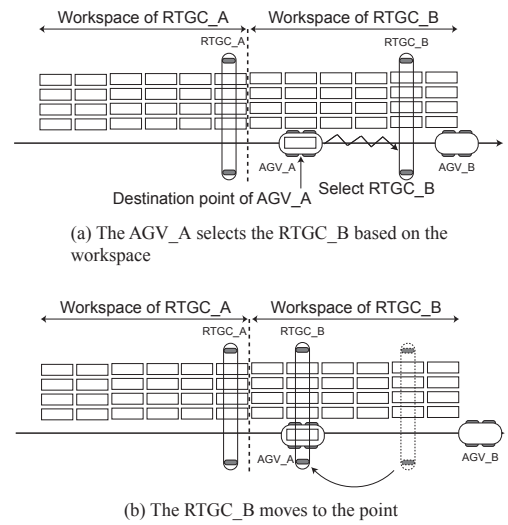 Workspace of RTGC_A Workspace of RTGC_B
RTGC_A RTGC_B
AGV_A AGV_B
Destination point of AGV_A Select RTGC_B
(a) The AGV_A selects the RTGC_B based on the
workspace
Workspace of RTGC_A Workspace of RTGC_B
RTGC_A RTGC_B
AGV_A AGV_B
(b) The RTGC_B moves to the point